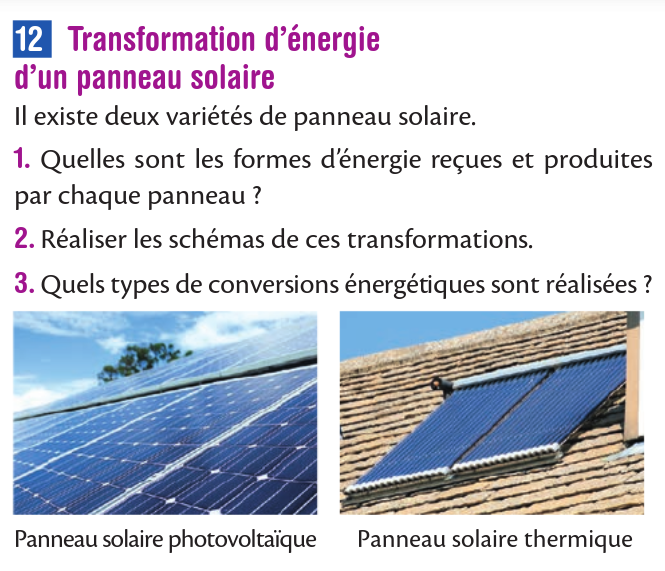 12 Transformation d'énergie
d'un panneau solaire
Il existe deux variétés de panneau solaire.
1. Quelles sont les formes d'énergie reçues et produites
par chaque panneau ?
2. Réaliser les schémas de ces transformations.
3. Quels types de conversions énergétiques sont réalisées ?
Panneau solaire photovoltaïque
Panneau solaire thermique